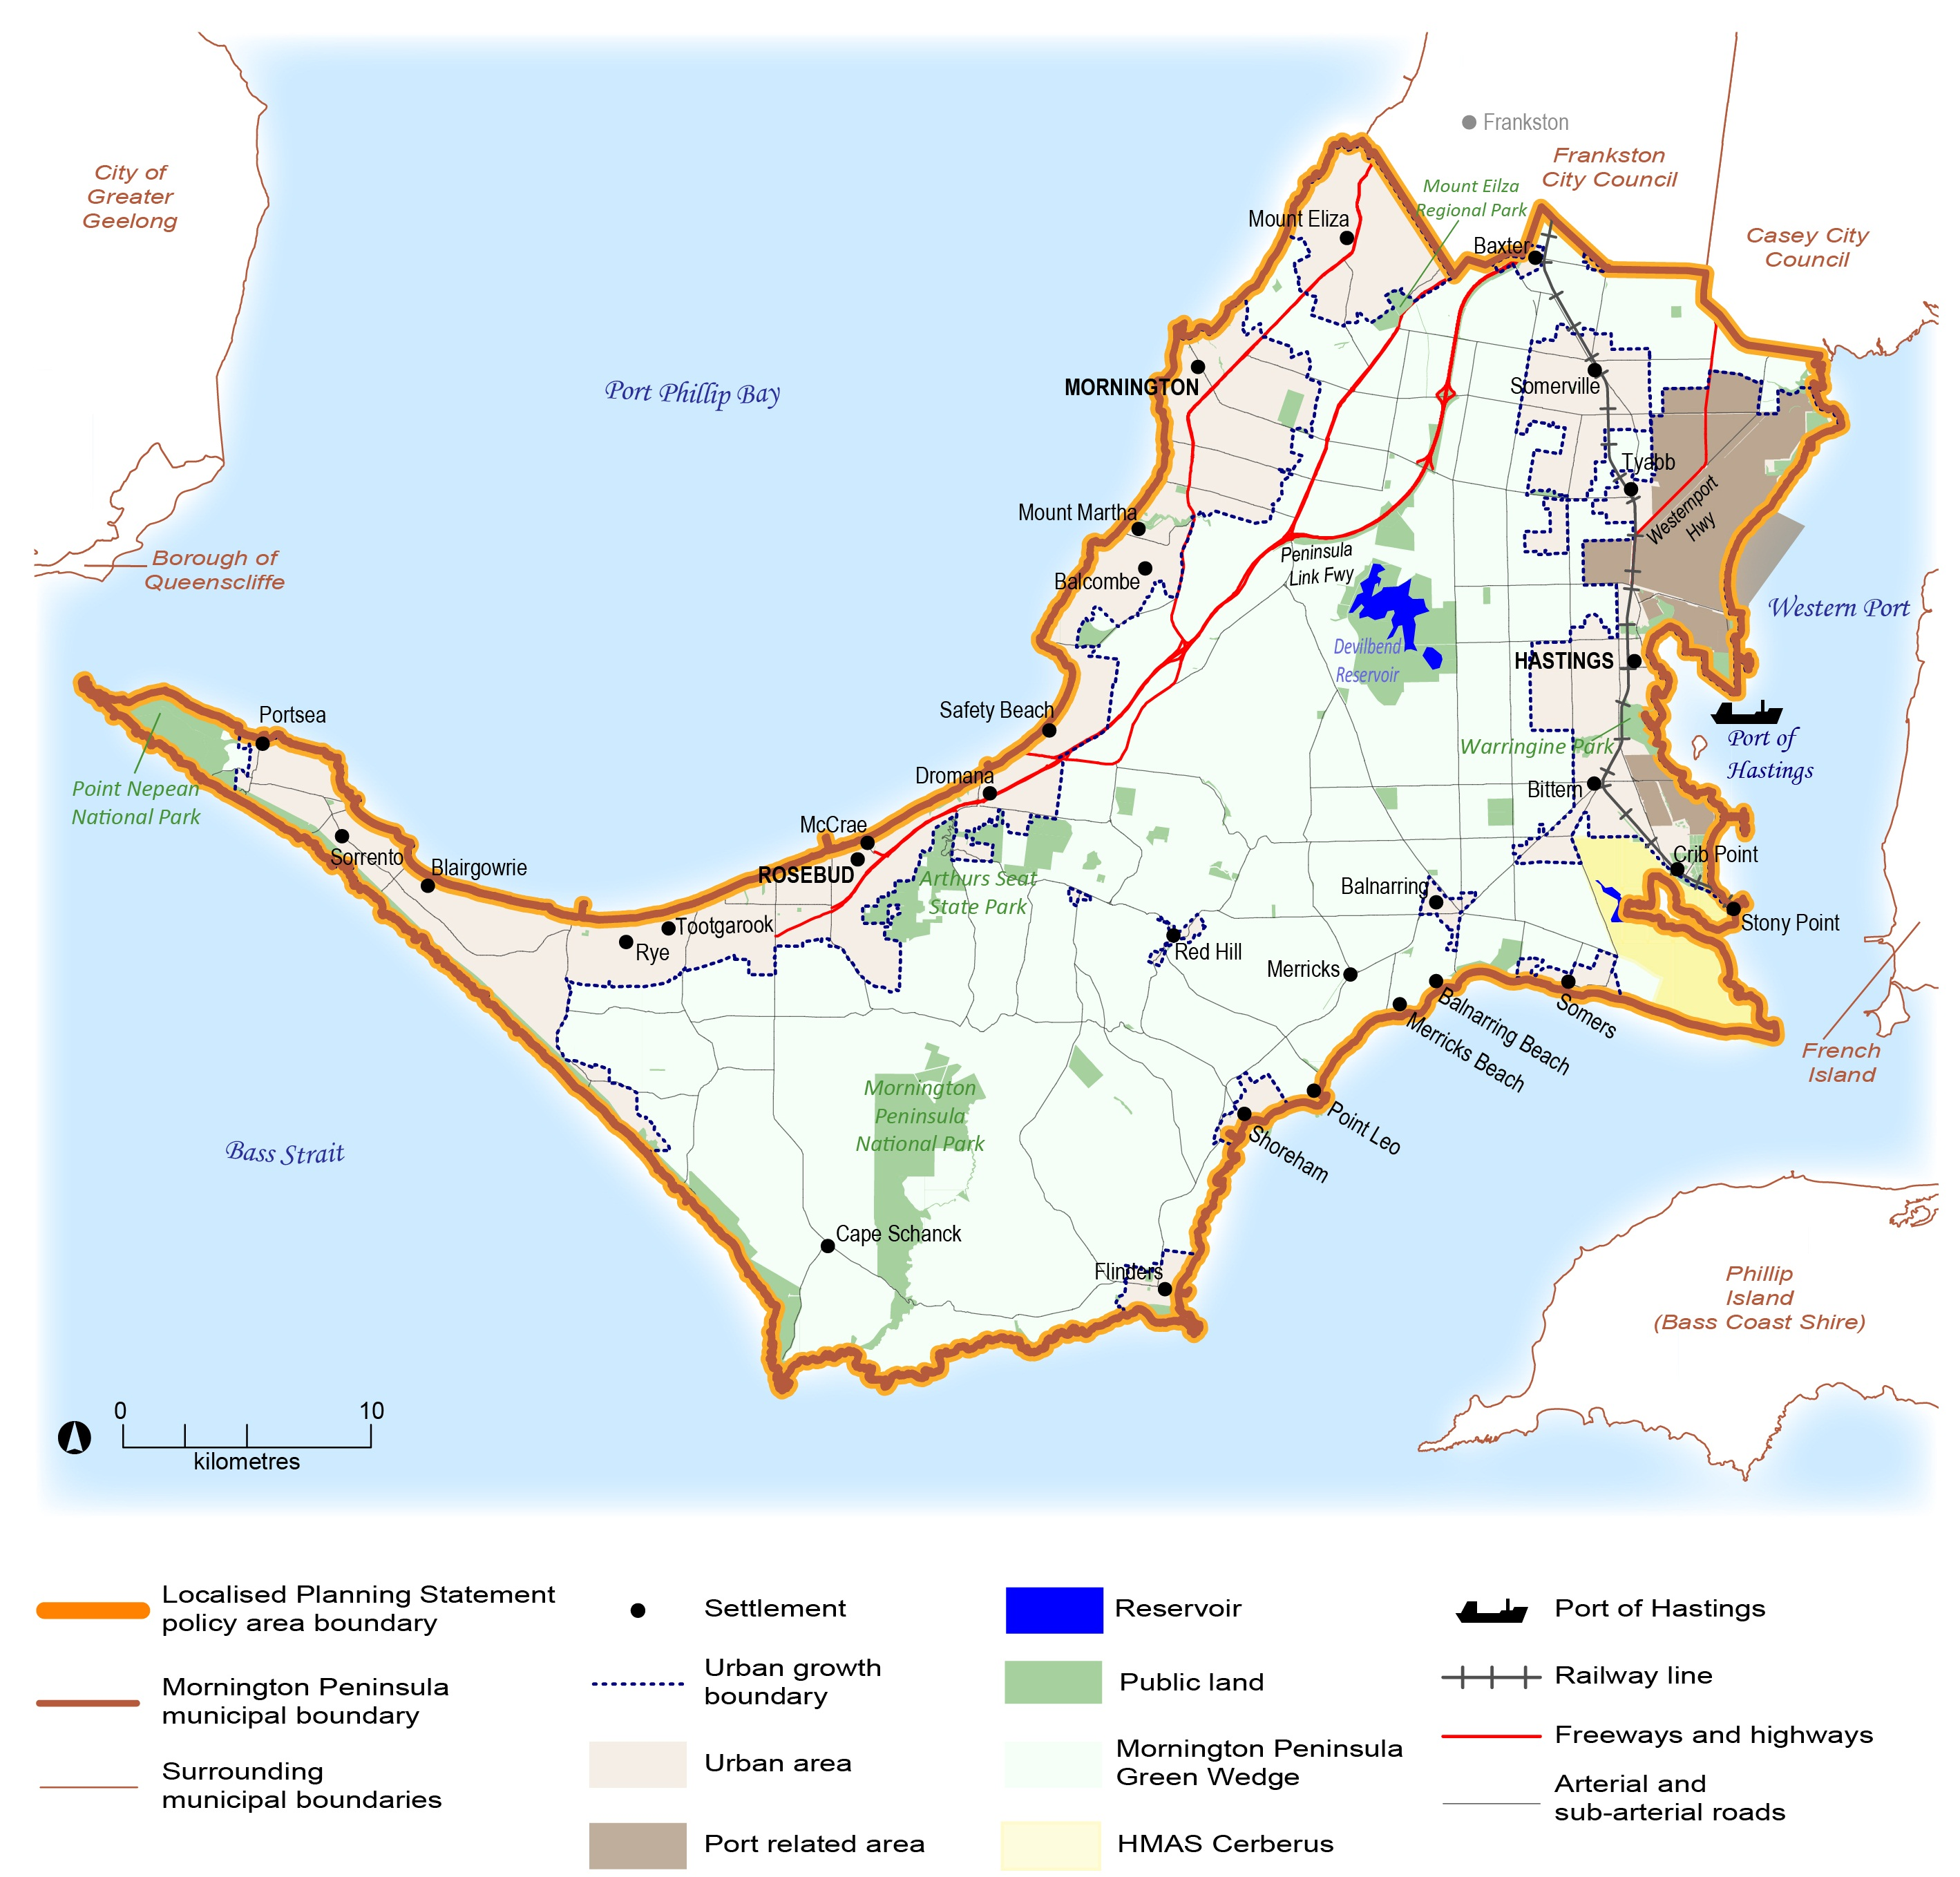 Frankston
Frankston
City Council
City of
Greater
Geelong
Mount Eilza
Regional Park
Mount Eliza
Baxter
Casey City
Council
Port Phillip Bay
MORNINGTON
Somerville
Tyabb
Westernport
Hwy
Mount Martha
Peninsula
Link Fwy
Borough of
Queenscliffe
Balcombe
Western Port
Devilbend
Reservoir
HASTINGS
Portsea
Safety Beach
Warringine Park
Port of
Hastings
Point Nepean
National Park
Dromana
Bittern
McCrae
Sorrento
Blairgowrie
ROSEBUD
Arthurs Seat
State Park
Crib Point
Balnarring
Stony Point
Tootgarook
Rye
Red Hill
Merricks
Balnarring Beach
Somers
Merricks Beach
French
Island
Mornington
Peninsula
National Park
Point Leo
Shoreham
Bass Strait
Cape Schanck
Flinders
Phillip
Island
(Bass Coast Shire)
0 10
kilometres
Localised Planning Statement
policy area boundary
Mornington Peninsula
municipal boundary
Surrounding
municipal boundaries
Settlement
Urban growth
boundary
Urban area
Port related area
Reservoir
Public land
Mornington Peninsula
Green Wedge
HMAS Cerberus
Port of Hastings
Railway line
Freeways and highways
Arterial and
sub-arterial roads